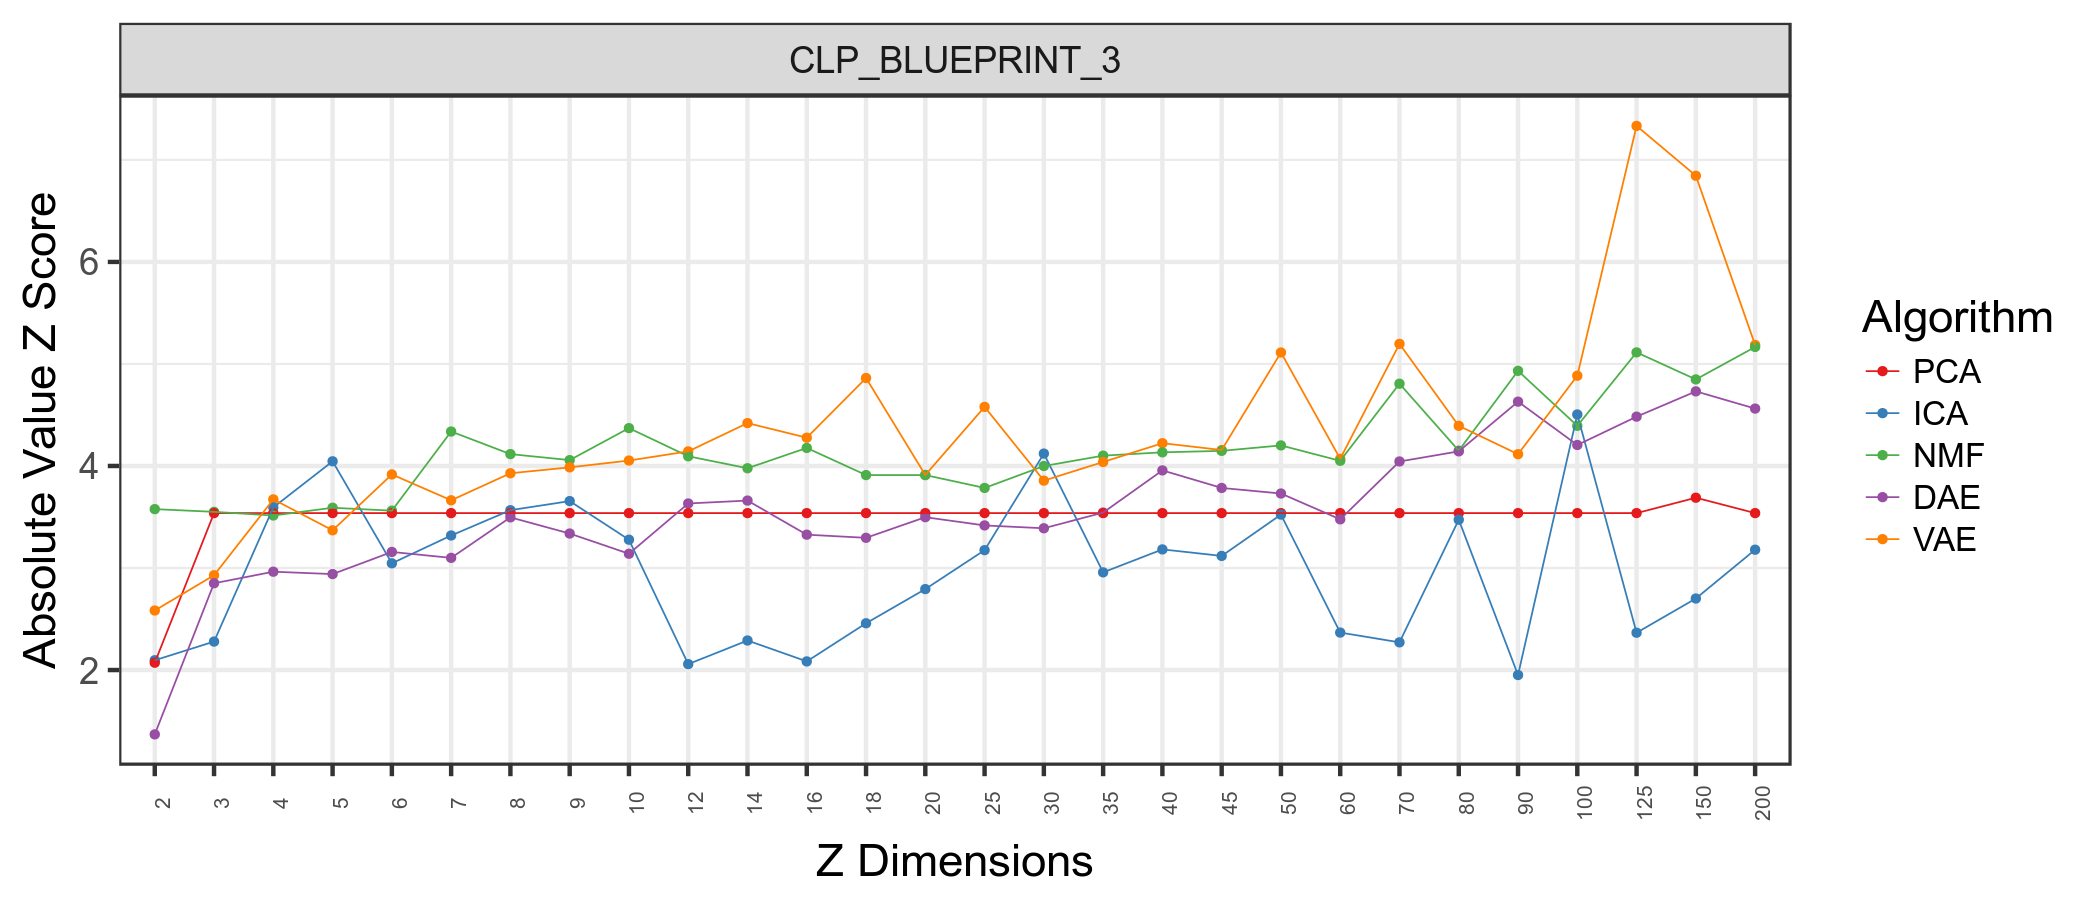 CLP_BLUEPRINT_3
Absolute Value Z Score
6
4
2
2 3 4 5 6 7 8 9 10 12 14 16 18 20 25 30 35 40 45 50 60 70 80 90 100 125 150 200
Z Dimensions
Algorithm
PCA
ICA
NMF
DAE
VAE